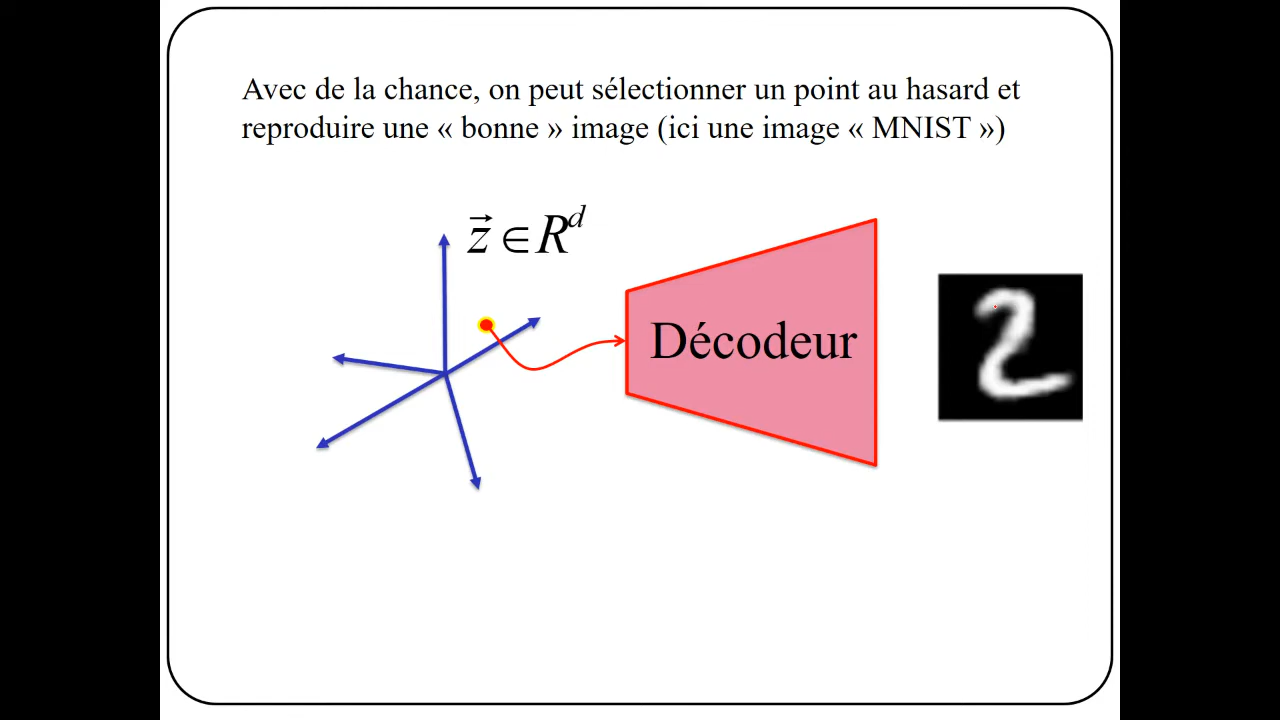 Avec de la chance, on peut sélectionner un point au hasard et
reproduire une « bonne » image (ici une image « MNIST »)
z⃗ ∈ R^d
Décodeur
2